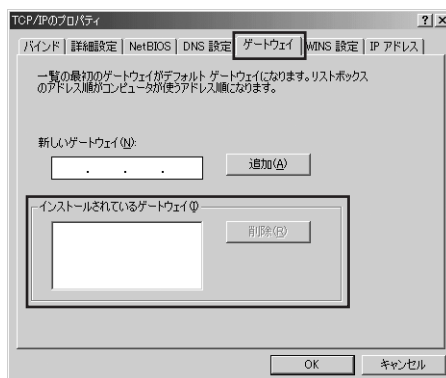 TCP/IPのプロパティ
? ×
バインド 詳細設定 NetBIOS DNS 設定 ゲートウェイ WINS 設定 IP アドレス
一覧の最初のゲートウェイがデフォルト ゲートウェイになります。リストボックス
のアドレス順がコンピュータが使うアドレス順になります。
新しいゲートウェイ(N):
. . .
追加(A)
インストールされているゲートウェイ(I)
削除(R)
OK キャンセル